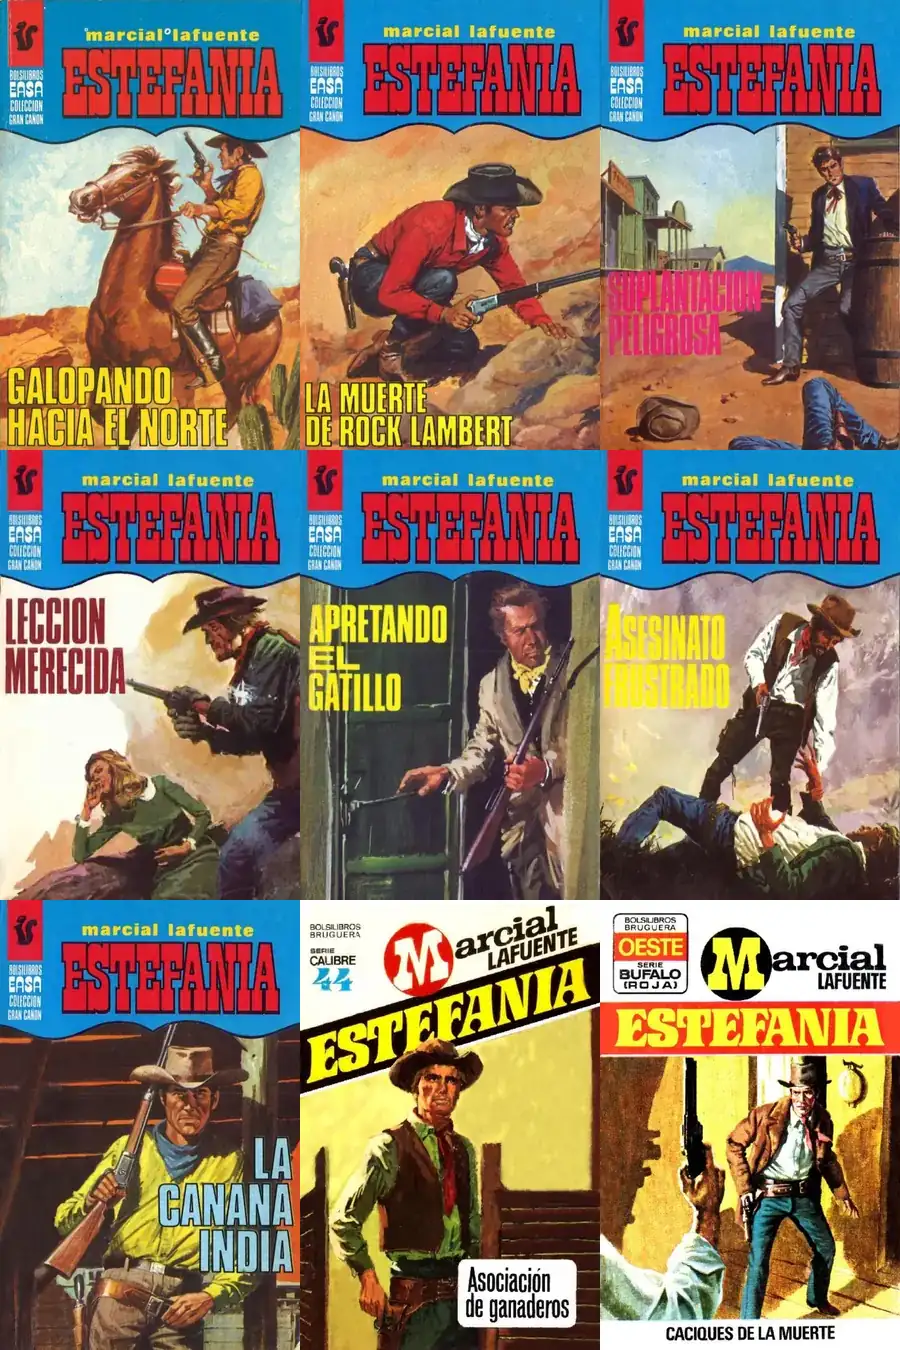 marcial lafuente
ESTEFANIA
BOLSILIBROS
EASA
COLECCION
GRAN CAÑON
GALOPANDO
HACIA EL NORTE
marcial lafuente
ESTEFANIA
BOLSILIBROS
EASA
COLECCION
GRAN CAÑON
LA MUERTE
DE ROCK LAMBERT
marcial lafuente
ESTEFANIA
BOLSILIBROS
EASA
COLECCION
GRAN CAÑON
SUPLANTACION
PELIGROSA
marcial lafuente
ESTEFANIA
BOLSILIBROS
EASA
COLECCION
GRAN CAÑON
LECCION
MERECIDA
marcial lafuente
ESTEFANIA
BOLSILIBROS
EASA
COLECCION
GRAN CAÑON
APRETANDO
EL
GATILLO
marcial lafuente
ESTEFANIA
BOLSILIBROS
EASA
COLECCION
GRAN CAÑON
ASESINATO
FRUSTRADO
marcial lafuente
ESTEFANIA
BOLSILIBROS
EASA
COLECCION
GRAN CAÑON
LA
CANANA
INDIA
BOLSILIBROS
BRUGUERA
SERIE
CALIBRE
44
Marcial
LAFUENTE
ESTEFANIA
Asociación
de ganaderos
BOLSILIBROS
BRUGUERA
OESTE
SERIE
BUFALO
(ROJA)
Marcial
LAFUENTE
ESTEFANIA
CACIQUES DE LA MUERTE